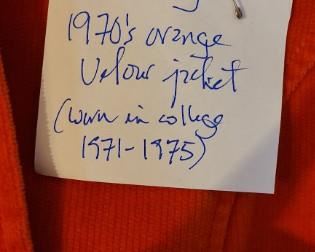 1970's orange
Velour jacket
(worn in college
1971-1975)